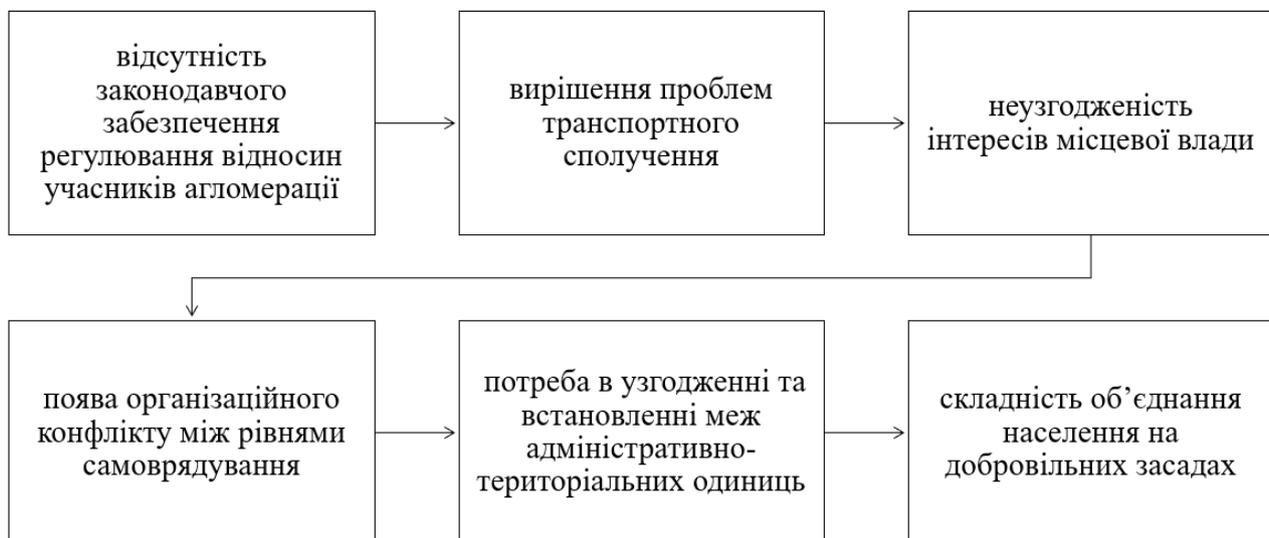 відсутність
законодавчого
забезпечення
регулювання відносин
учасників агломерації
вирішення проблем
транспортного
сполучення
неузгодженість
інтересів місцевої влади
поява організаційного
конфлікту між рівнями
самоврядування
потреба в узгодженні та
встановленні меж
адміністративно-
територіальних одиниць
складність об’єднання
населення на
добровільних засадах